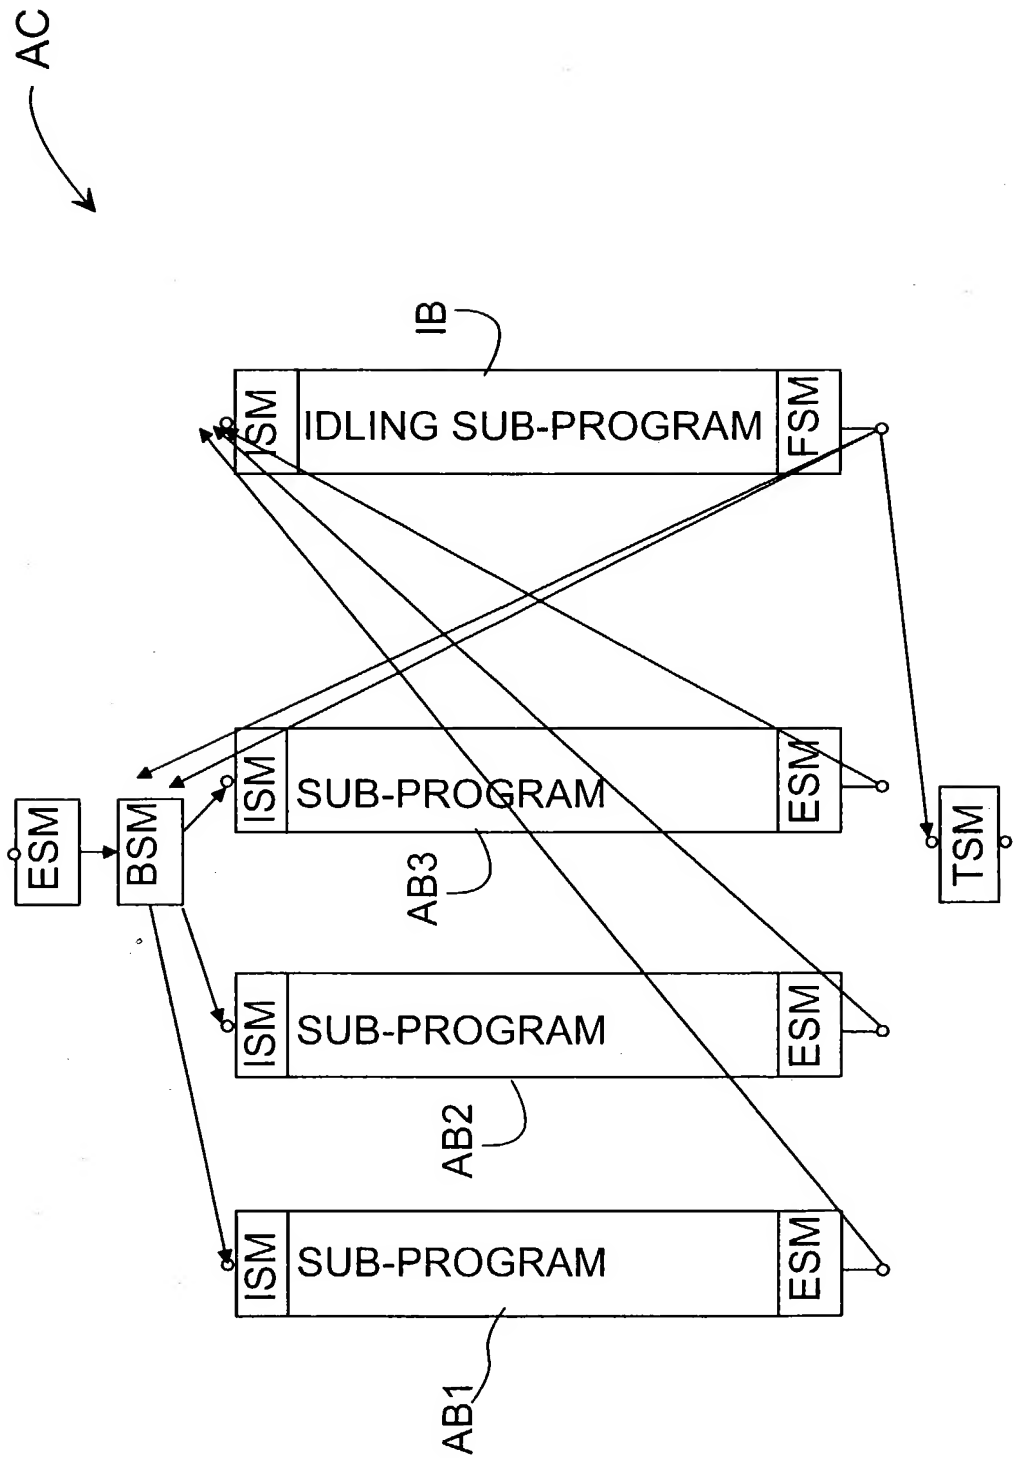 AC
ESM
BSM
ISM
SUB-PROGRAM
ESM
AB1
ISM
SUB-PROGRAM
ESM
AB2
ISM
SUB-PROGRAM
ESM
AB3
ISM
IDLING SUB-PROGRAM
FSM
IB
TSM